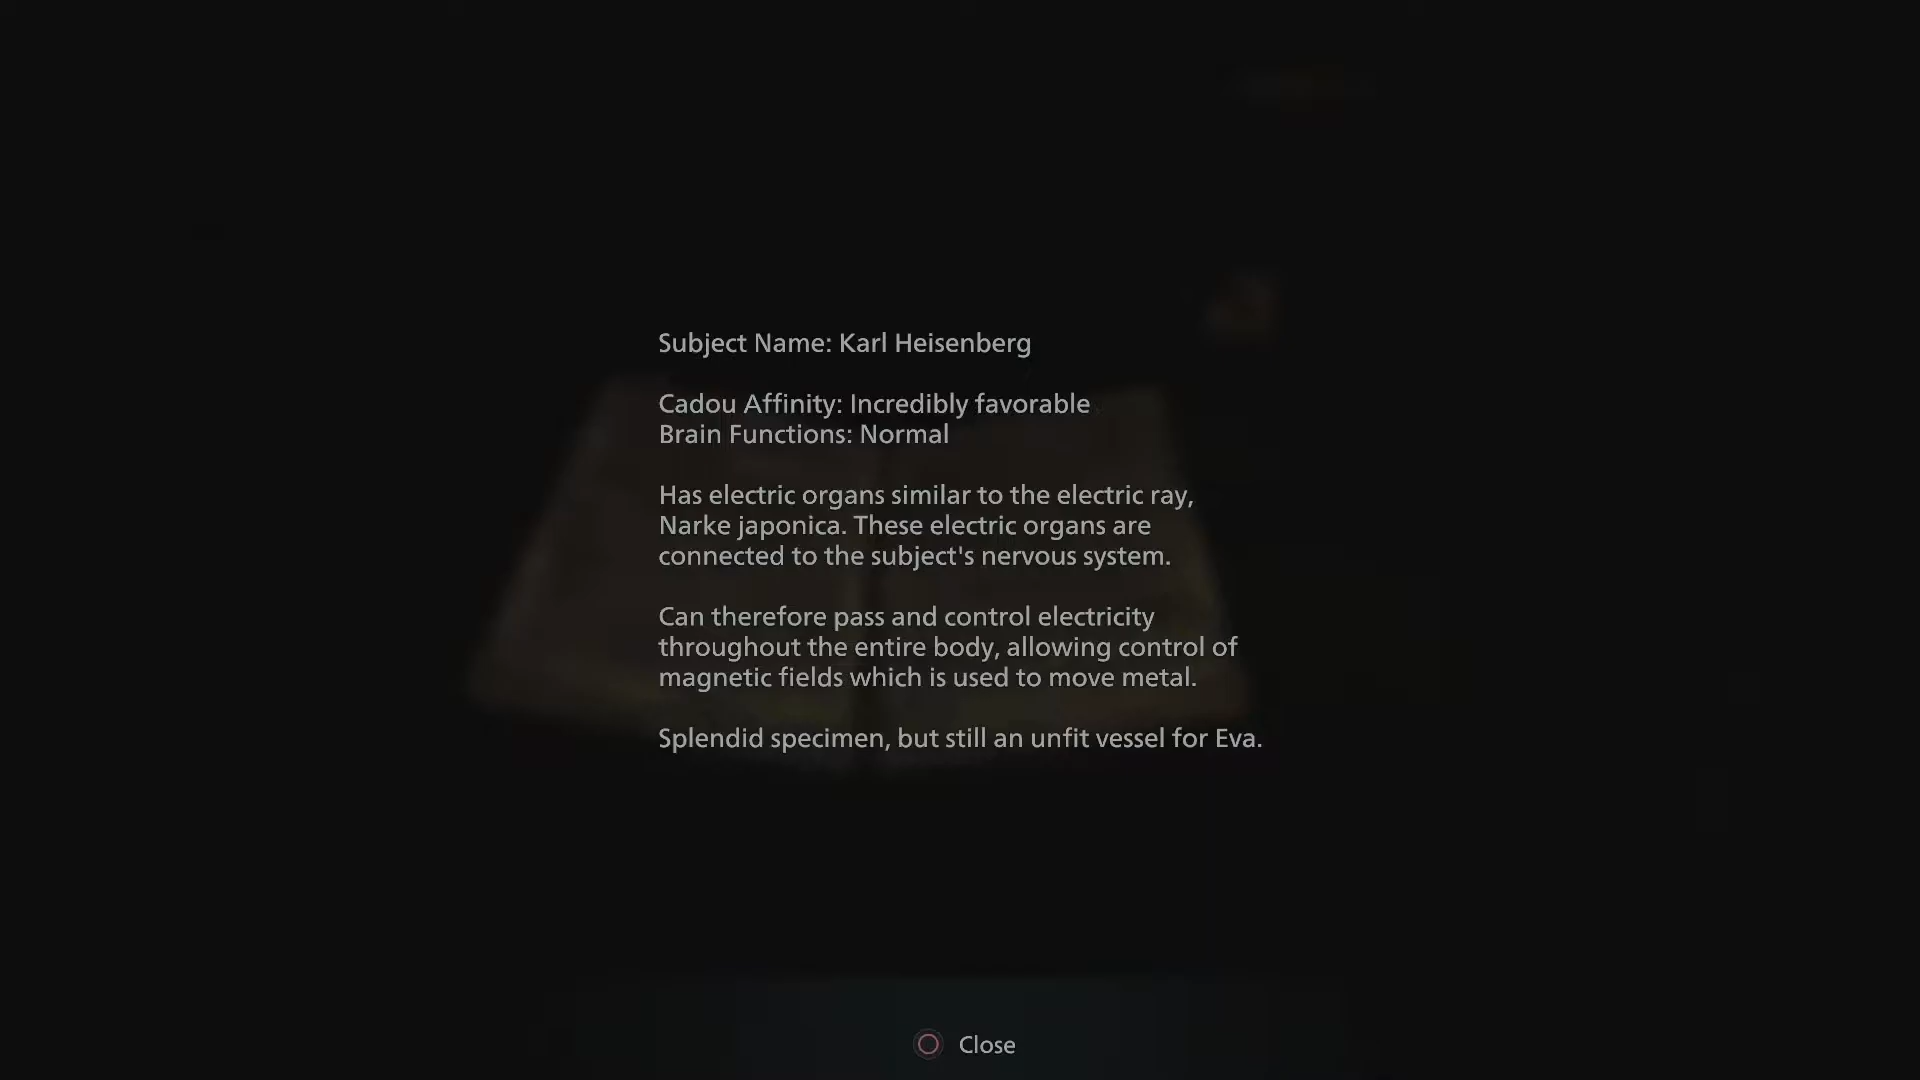 Subject Name: Karl Heisenberg
Cadou Affinity: Incredibly favorable
Brain Functions: Normal
Has electric organs similar to the electric ray,
Narke japonica. These electric organs are
connected to the subject's nervous system.
Can therefore pass and control electricity
throughout the entire body, allowing control of
magnetic fields which is used to move metal.
Splendid specimen, but still an unfit vessel for Eva.
Close